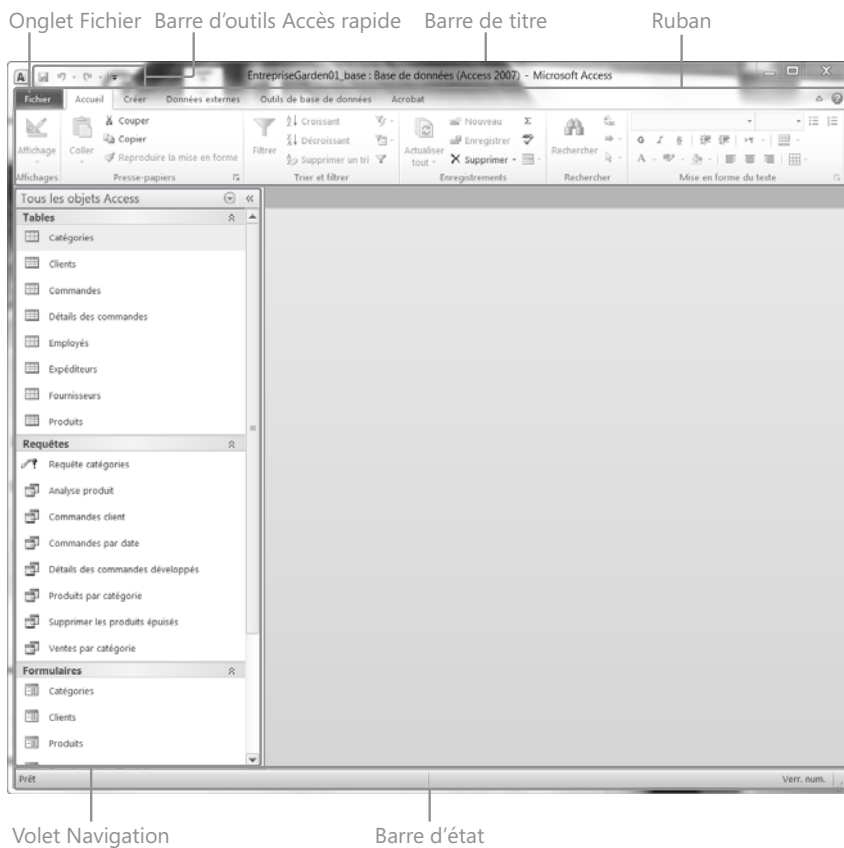 Onglet Fichier Barre d'outils Accès rapide Barre de titre Ruban
EntrepriseGarden01_base : Base de données (Access 2007) - Microsoft Access
Fichier Accueil Créer Données externes Outils de base de données Acrobat
Affichage
Affichages
Coller
Couper
Copier
Reproduire la mise en forme
Presse-papiers
Filtrer
Croissant
Décroissant
Supprimer un tri
Trier et filtrer
Actualiser
tout
Nouveau
Enregistrer
Supprimer
Enregistrements
Rechercher
Rechercher
G I S
A
Mise en forme du texte
Tous les objets Access
Tables
Catégories
Clients
Commandes
Détails des commandes
Employés
Expéditeurs
Fournisseurs
Produits
Requêtes
Requête catégories
Analyse produit
Commandes client
Commandes par date
Détails des commandes développés
Produits par catégorie
Supprimer les produits épuisés
Ventes par catégorie
Formulaires
Catégories
Clients
Produits
Prêt Verr. num.
Volet Navigation Barre d'état